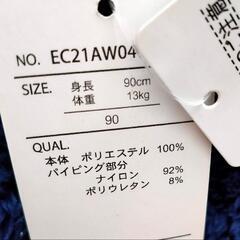 NO. EC21AW04
SIZE. 身長 90cm
体重 13kg
90
QUAL.
本体 ポリエステル 100%
パイピング部分
ナイロン 92%
ポリウレタン 8%